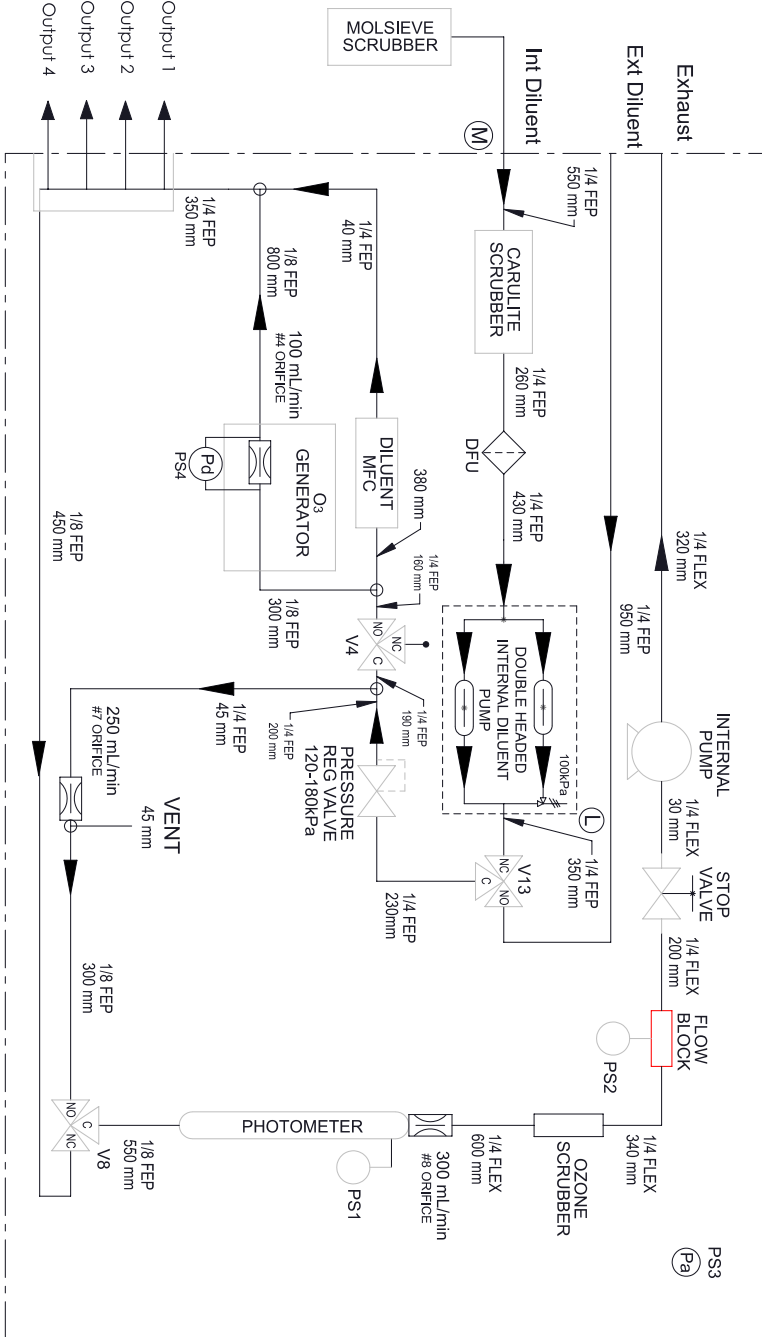 Exhaust
Ext Diluent
Int Diluent
MOLSIEVE
SCRUBBER
Output 1
Output 2
Output 3
Output 4
M
1/4 FEP
550 mm
CARULITE
SCRUBBER
1/4 FEP
260 mm
DFU
1/4 FEP
430 mm
1/4 FEP
950 mm
1/4 FLEX
320 mm
INTERNAL
PUMP
1/4 FLEX
30 mm
STOP
VALVE
1/4 FLEX
200 mm
FLOW
BLOCK
PS2
1/4 FLEX
340 mm
OZONE
SCRUBBER
1/4 FLEX
600 mm
300 mL/min
#8 ORIFICE
PS1
PHOTOMETER
PS3
Pa
DOUBLE HEADED
INTERNAL DILUENT
PUMP
100kPa
L
1/4 FEP
350 mm
V13
NC
NO
C
1/4 FEP
230mm
PRESSURE
REG VALVE
120-180kPa
1/4 FEP
200 mm
1/4 FEP
190 mm
V4
NO
NC
C
1/4 FEP
160 mm
380 mm
DILUENT
MFC
1/4 FEP
40 mm
1/4 FEP
350 mm
1/8 FEP
800 mm
100 mL/min
#4 ORIFICE
O3
GENERATOR
Pd
PS4
1/8 FEP
300 mm
1/4 FEP
45 mm
250 mL/min
#7 ORIFICE
VENT
45 mm
1/8 FEP
300 mm
1/8 FEP
450 mm
NO
C
NC
V8
1/8 FEP
550 mm